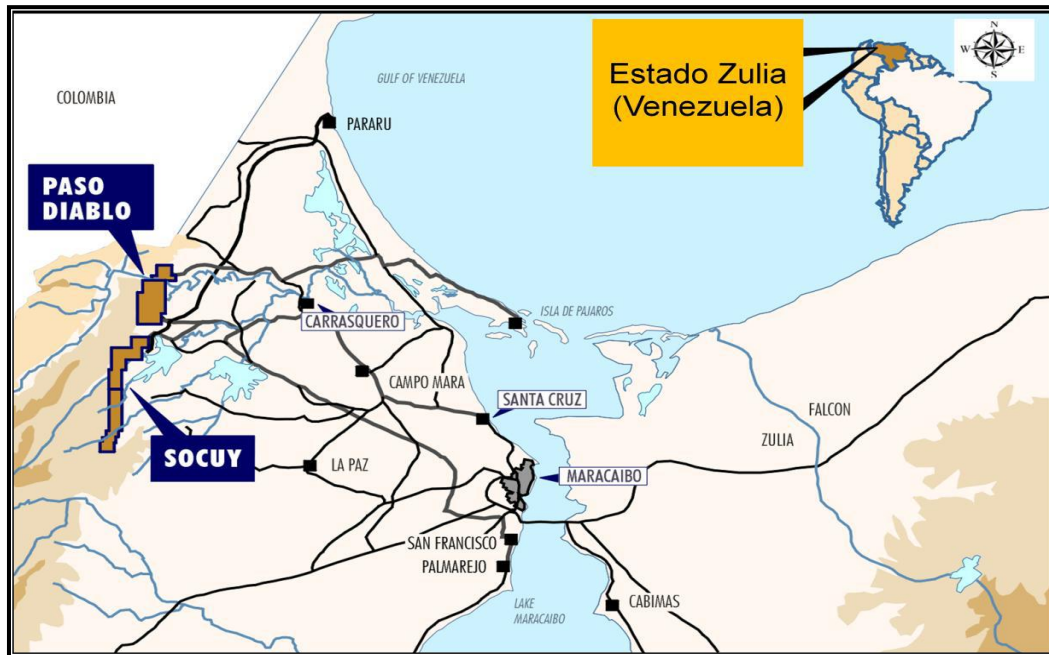 COLOMBIA
GULF OF VENEZUELA
Estado Zulia
(Venezuela)
N
W
E
S
PARARU
PASO
DIABLO
CARRASQUERO
ISLA DE PAJAROS
CAMPO MARA
SANTA CRUZ
FALCON
ZULIA
SOCUY
LA PAZ
MARACAIBO
SAN FRANCISCO
PALMAREJO
LAKE
MARACAIBO
CABIMAS